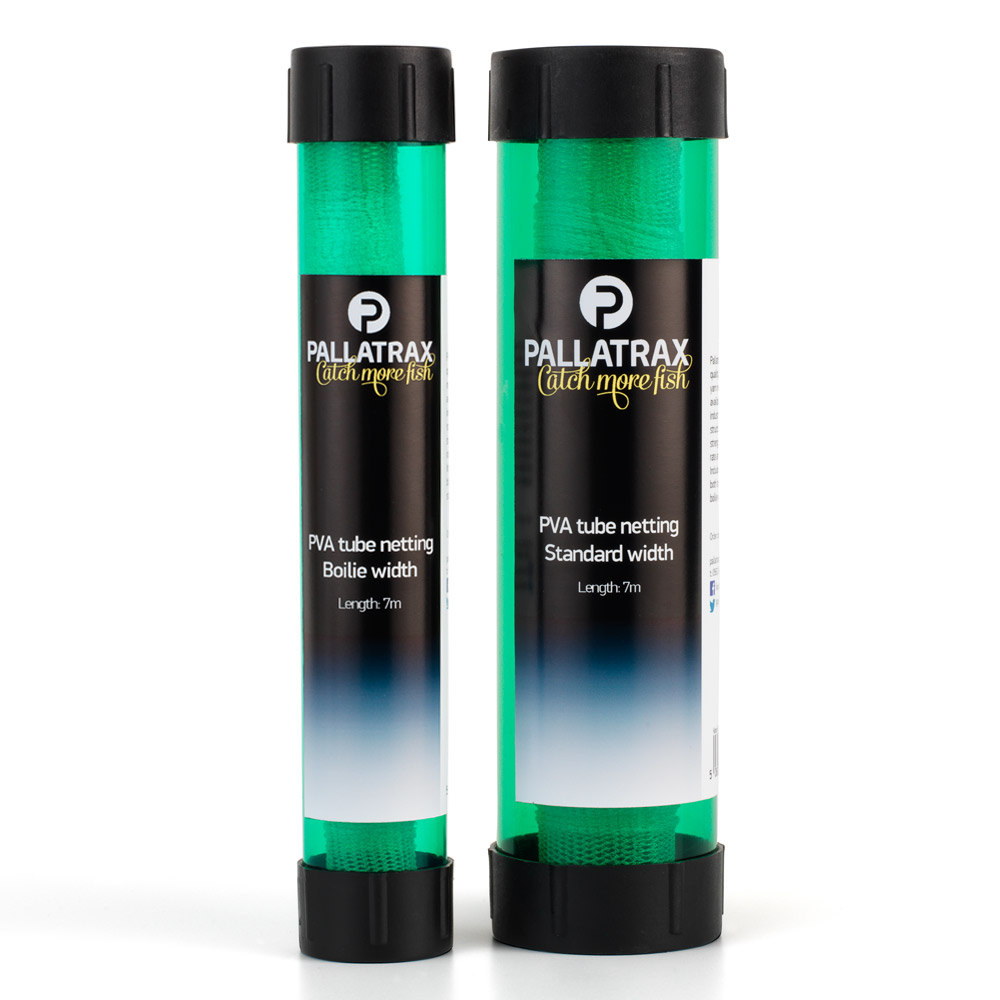 PALLATRAX
Catch more fish
PVA tube netting
Boilie width
Length: 7m
PALLATRAX
Catch more fish
PVA tube netting
Standard width
Length: 7m